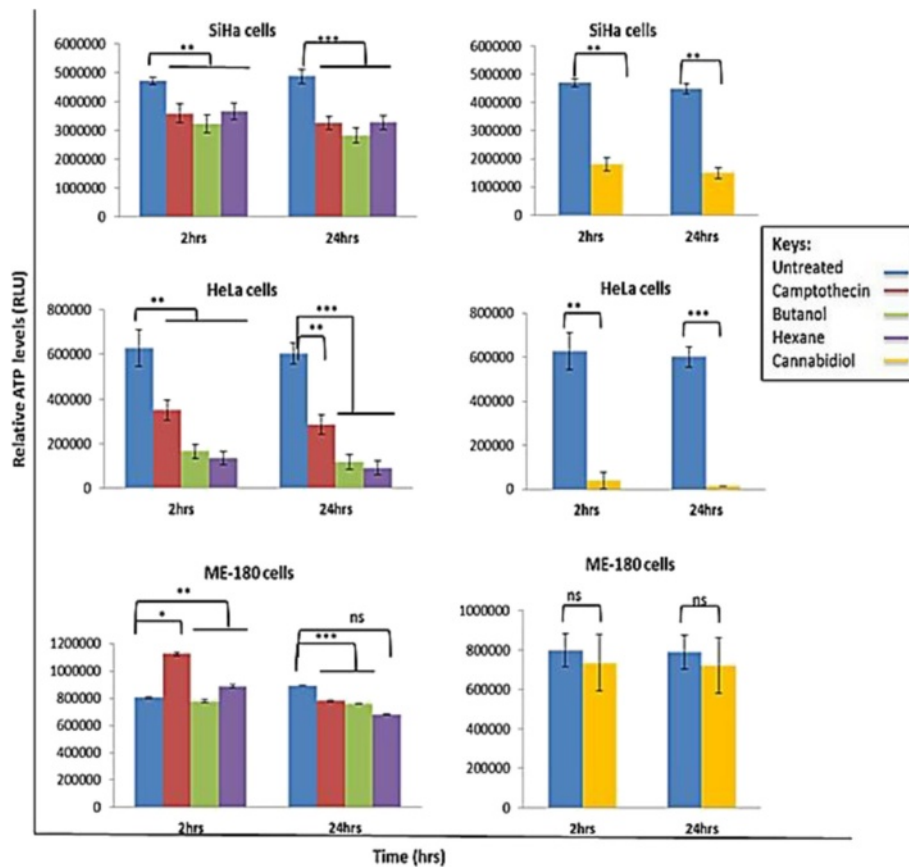 SiHa cells
6000000
5000000
4000000
3000000
2000000
1000000
0
**
***
2hrs
24hrs
SiHa cells
6000000
5000000
4000000
3000000
2000000
1000000
0
**
**
2hrs
24hrs
Keys:
Untreated
Camptothecin
Butanol
Hexane
Cannabidiol
Relative ATP levels (RLU)
HeLa cells
800000
600000
400000
200000
0
**
***
**
2hrs
24hrs
HeLa cells
800000
600000
400000
200000
0
**
***
2hrs
24hrs
ME-180 cells
1200000
1000000
800000
600000
400000
200000
0
**
*
ns
***
2hrs
24hrs
ME-180 cells
1000000
800000
600000
400000
200000
0
ns
ns
2hrs
24hrs
Time (hrs)